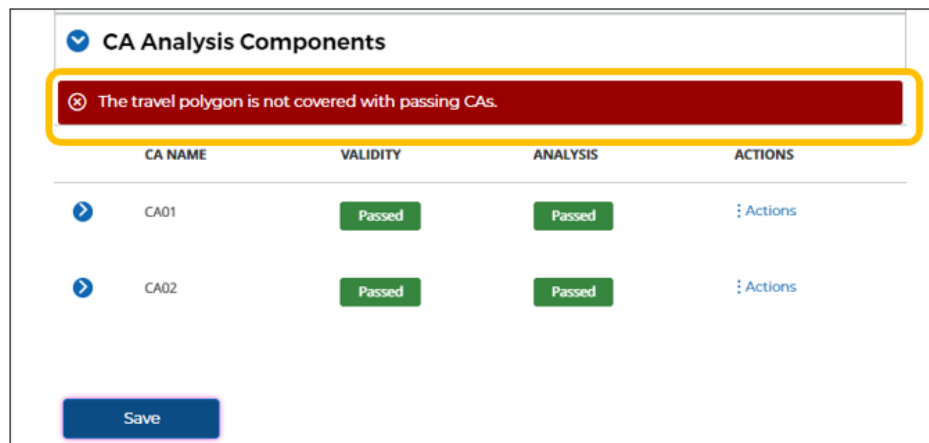 CA Analysis Components
The travel polygon is not covered with passing CAs.
CA NAME VALIDITY ANALYSIS ACTIONS
CA01 Passed Passed Actions
CA02 Passed Passed Actions
Save